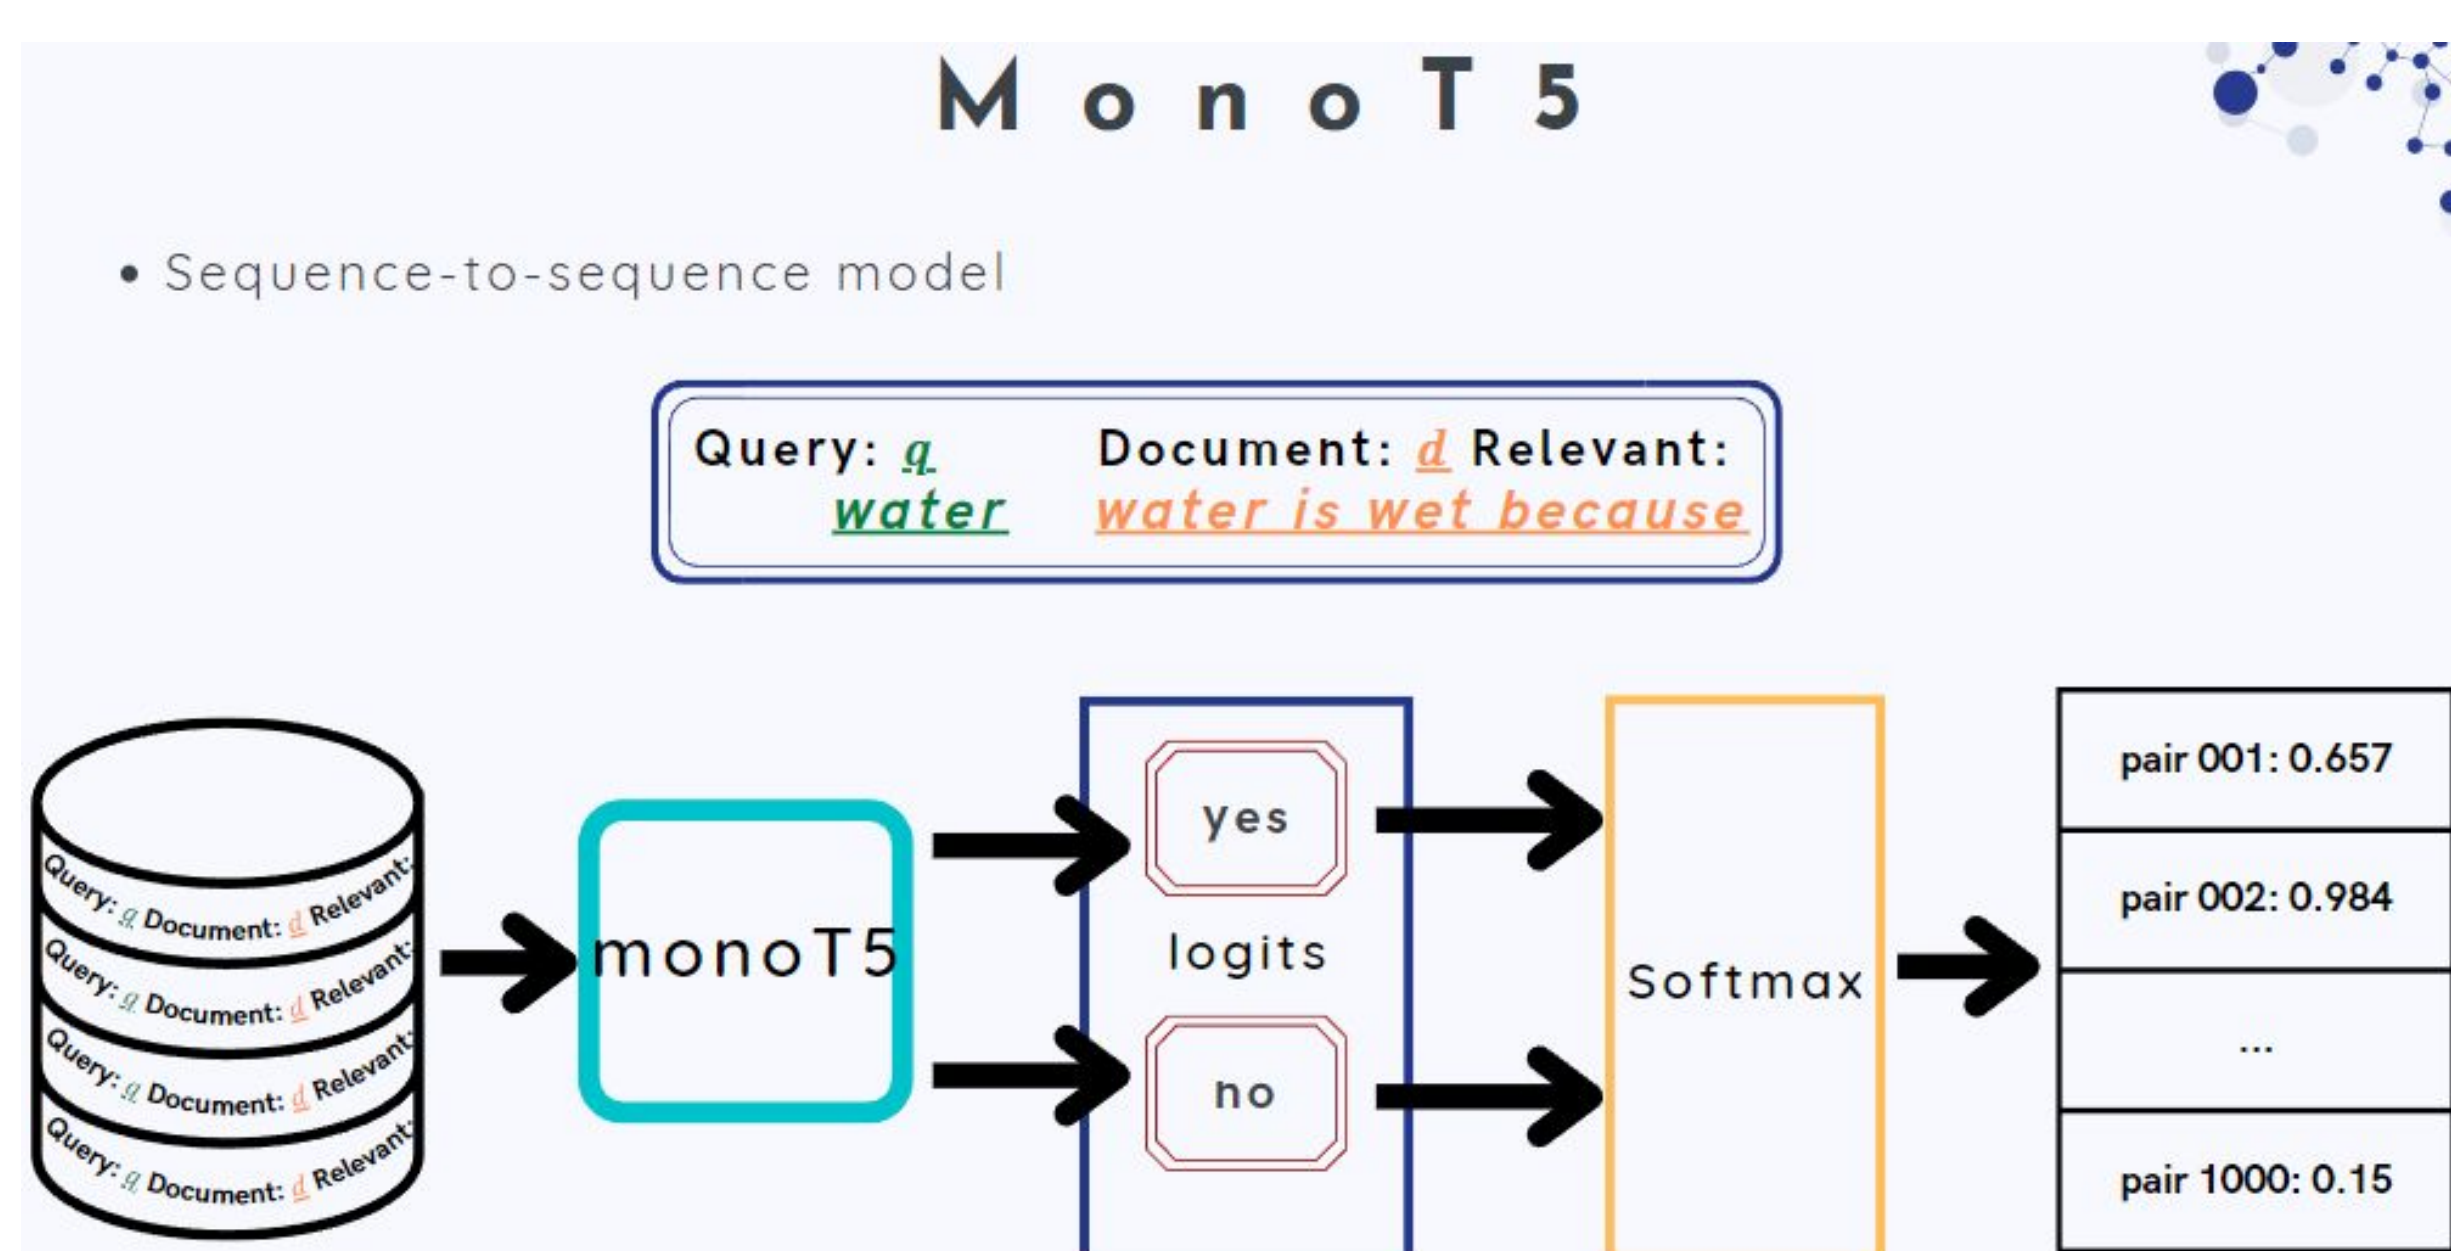 MonoT5
• Sequence-to-sequence model
Query: q Document: d Relevant:
water water is wet because
Query: q Document: d Relevant:
Query: q Document: d Relevant:
Query: q Document: d Relevant:
Query: q Document: d Relevant:
monoT5
yes
logits
no
Softmax
pair 001: 0.657
pair 002: 0.984
...
pair 1000: 0.15